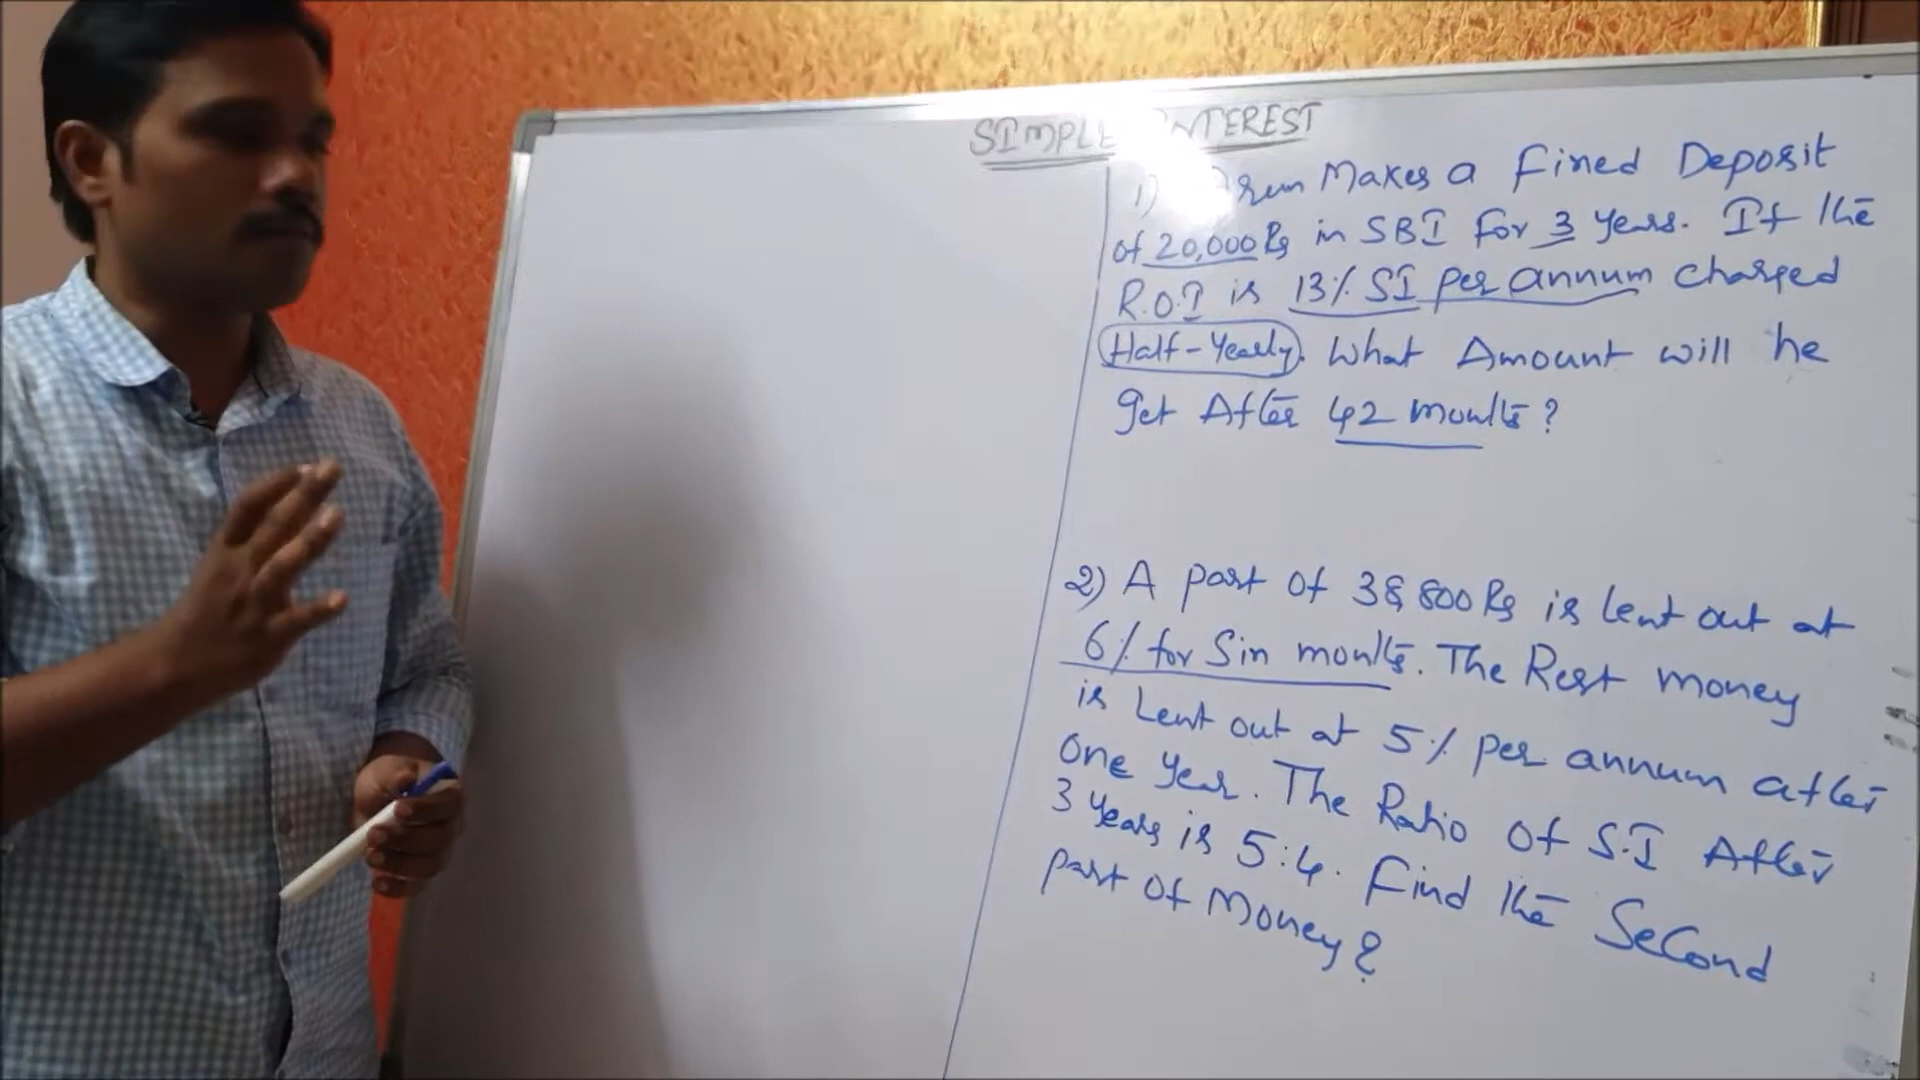 SIMPLE INTEREST
1) Makes a Fixed Deposit
of 20,000 Rs in SBI for 3 years. If the
R.O.I is 13% SI per annum charged
Half-Yearly. What Amount will he
get After 42 months?
2) A part of Rs is lent out at
6% for Six months. The Rest money
is Lent out at 5% per annum after
one year. The Ratio of S.I After
3 years is 5:4. Find the Second
part of Money?